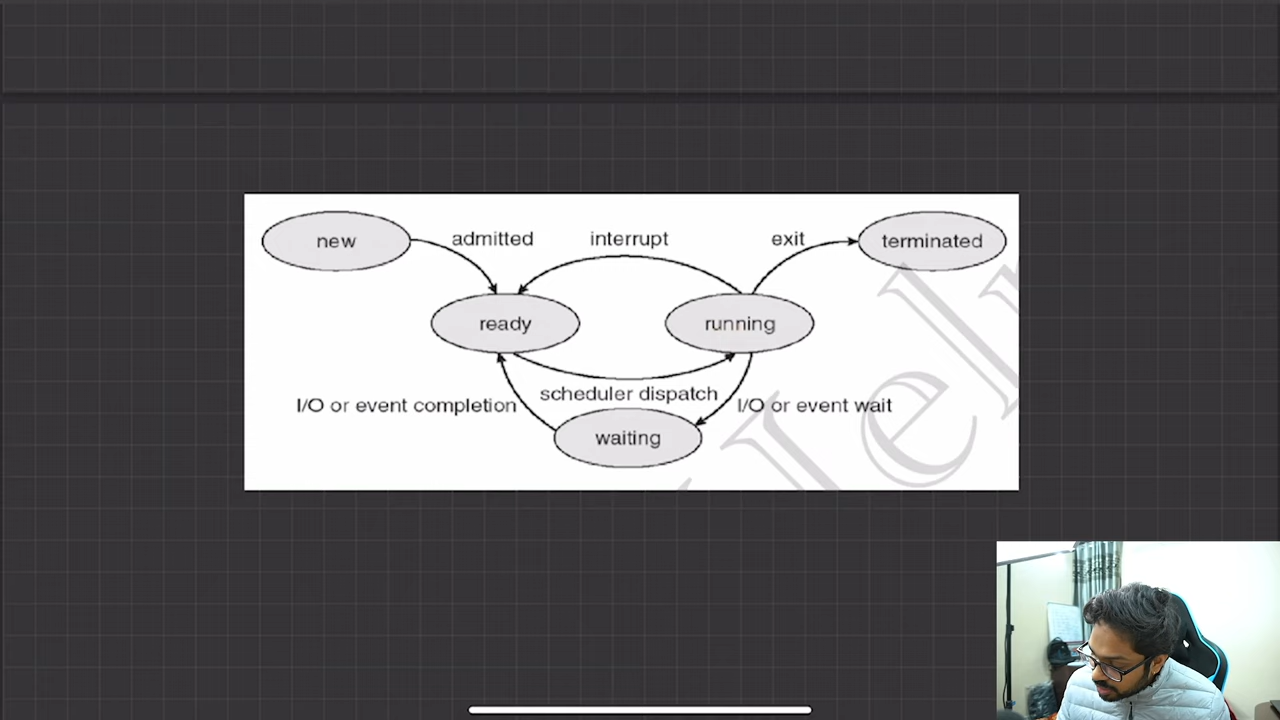 new
admitted
interrupt
exit
terminated
ready
running
scheduler dispatch
I/O or event completion
I/O or event wait
waiting